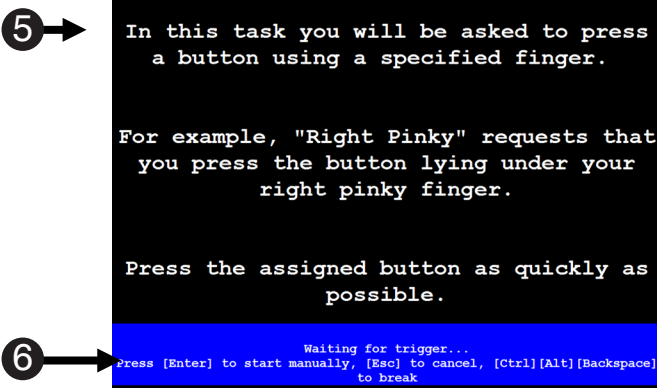 5
In this task you will be asked to press
a button using a specified finger.
For example, "Right Pinky" requests that
you press the button lying under your
right pinky finger.
Press the assigned button as quickly as
possible.
6
Waiting for trigger...
Press [Enter] to start manually, [Esc] to cancel, [Ctrl][Alt][Backspace]
to break